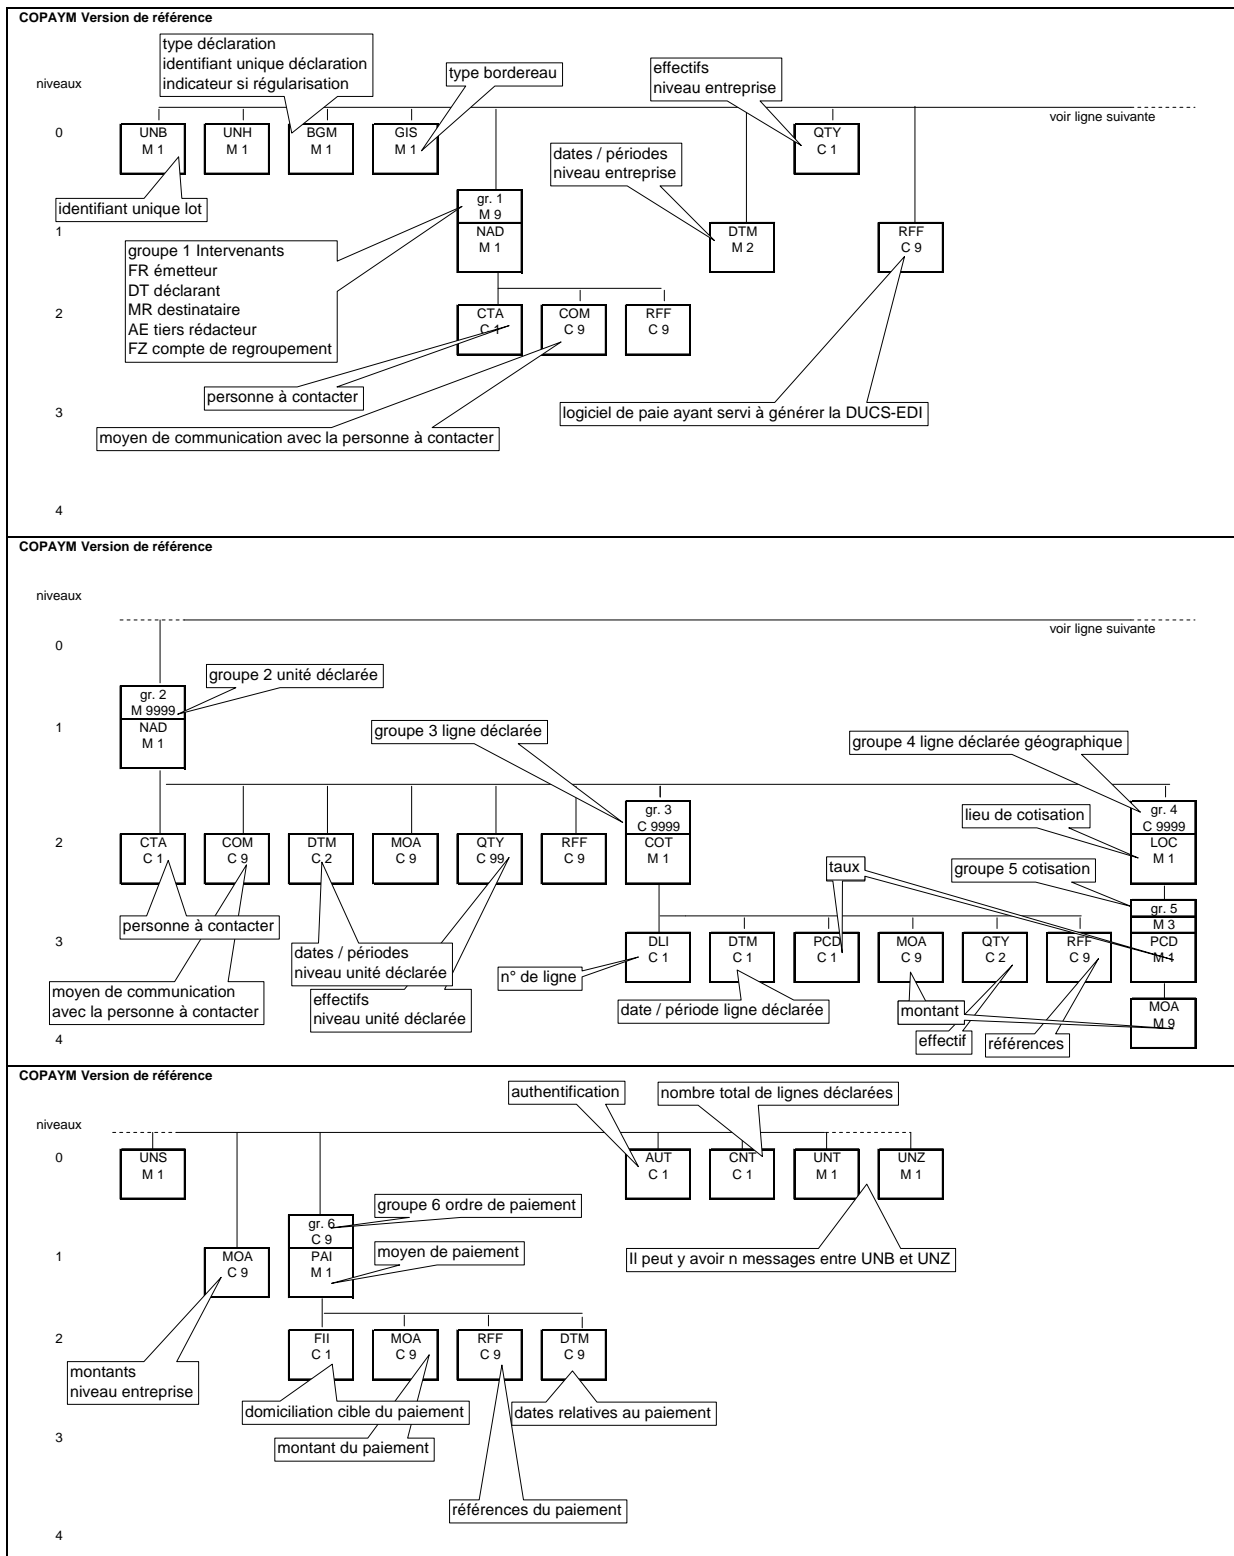 COPAYM Version de référence
type déclaration
identifiant unique déclaration
indicateur si régularisation
type bordereau
effectifs
niveau entreprise
niveaux
voir ligne suivante
0
UNB
M 1
UNH
M 1
BGM
M 1
GIS
M 1
QTY
C 1
dates / périodes
niveau entreprise
identifiant unique lot
gr. 1
M 9
1
NAD
M 1
DTM
M 2
RFF
C 9
groupe 1 Intervenants
FR émetteur
DT déclarant
MR destinataire
AE tiers rédacteur
FZ compte de regroupement
2
CTA
C 1
COM
C 9
RFF
C 9
personne à contacter
3
logiciel de paie ayant servi à générer la DUCS-EDI
moyen de communication avec la personne à contacter
4
COPAYM Version de référence
niveaux
voir ligne suivante
0
groupe 2 unité déclarée
gr. 2
M 9999
1
NAD
M 1
groupe 3 ligne déclarée
groupe 4 ligne déclarée géographique
gr. 3
C 9999
gr. 4
C 9999
lieu de cotisation
2
CTA
C 1
COM
C 9
DTM
C 2
MOA
C 9
QTY
C 99
RFF
C 9
COT
M 1
LOC
M 1
taux
groupe 5 cotisation
gr. 5
M 3
personne à contacter
3
dates / périodes
niveau unité déclarée
DLI
C 1
DTM
C 1
PCD
C 1
MOA
C 9
QTY
C 2
RFF
C 9
PCD
M 1
n° de ligne
moyen de communication
avec la personne à contacter
effectifs
niveau unité déclarée
date / période ligne déclarée
montant
MOA
M 9
effectif
références
4
COPAYM Version de référence
authentification
nombre total de lignes déclarées
niveaux
0
UNS
M 1
AUT
C 1
CNT
C 1
UNT
M 1
UNZ
M 1
groupe 6 ordre de paiement
gr. 6
C 9
1
MOA
C 9
PAI
M 1
moyen de paiement
Il peut y avoir n messages entre UNB et UNZ
2
FII
C 1
MOA
C 9
RFF
C 9
DTM
C 9
montants
niveau entreprise
domiciliation cible du paiement
dates relatives au paiement
3
montant du paiement
références du paiement
4